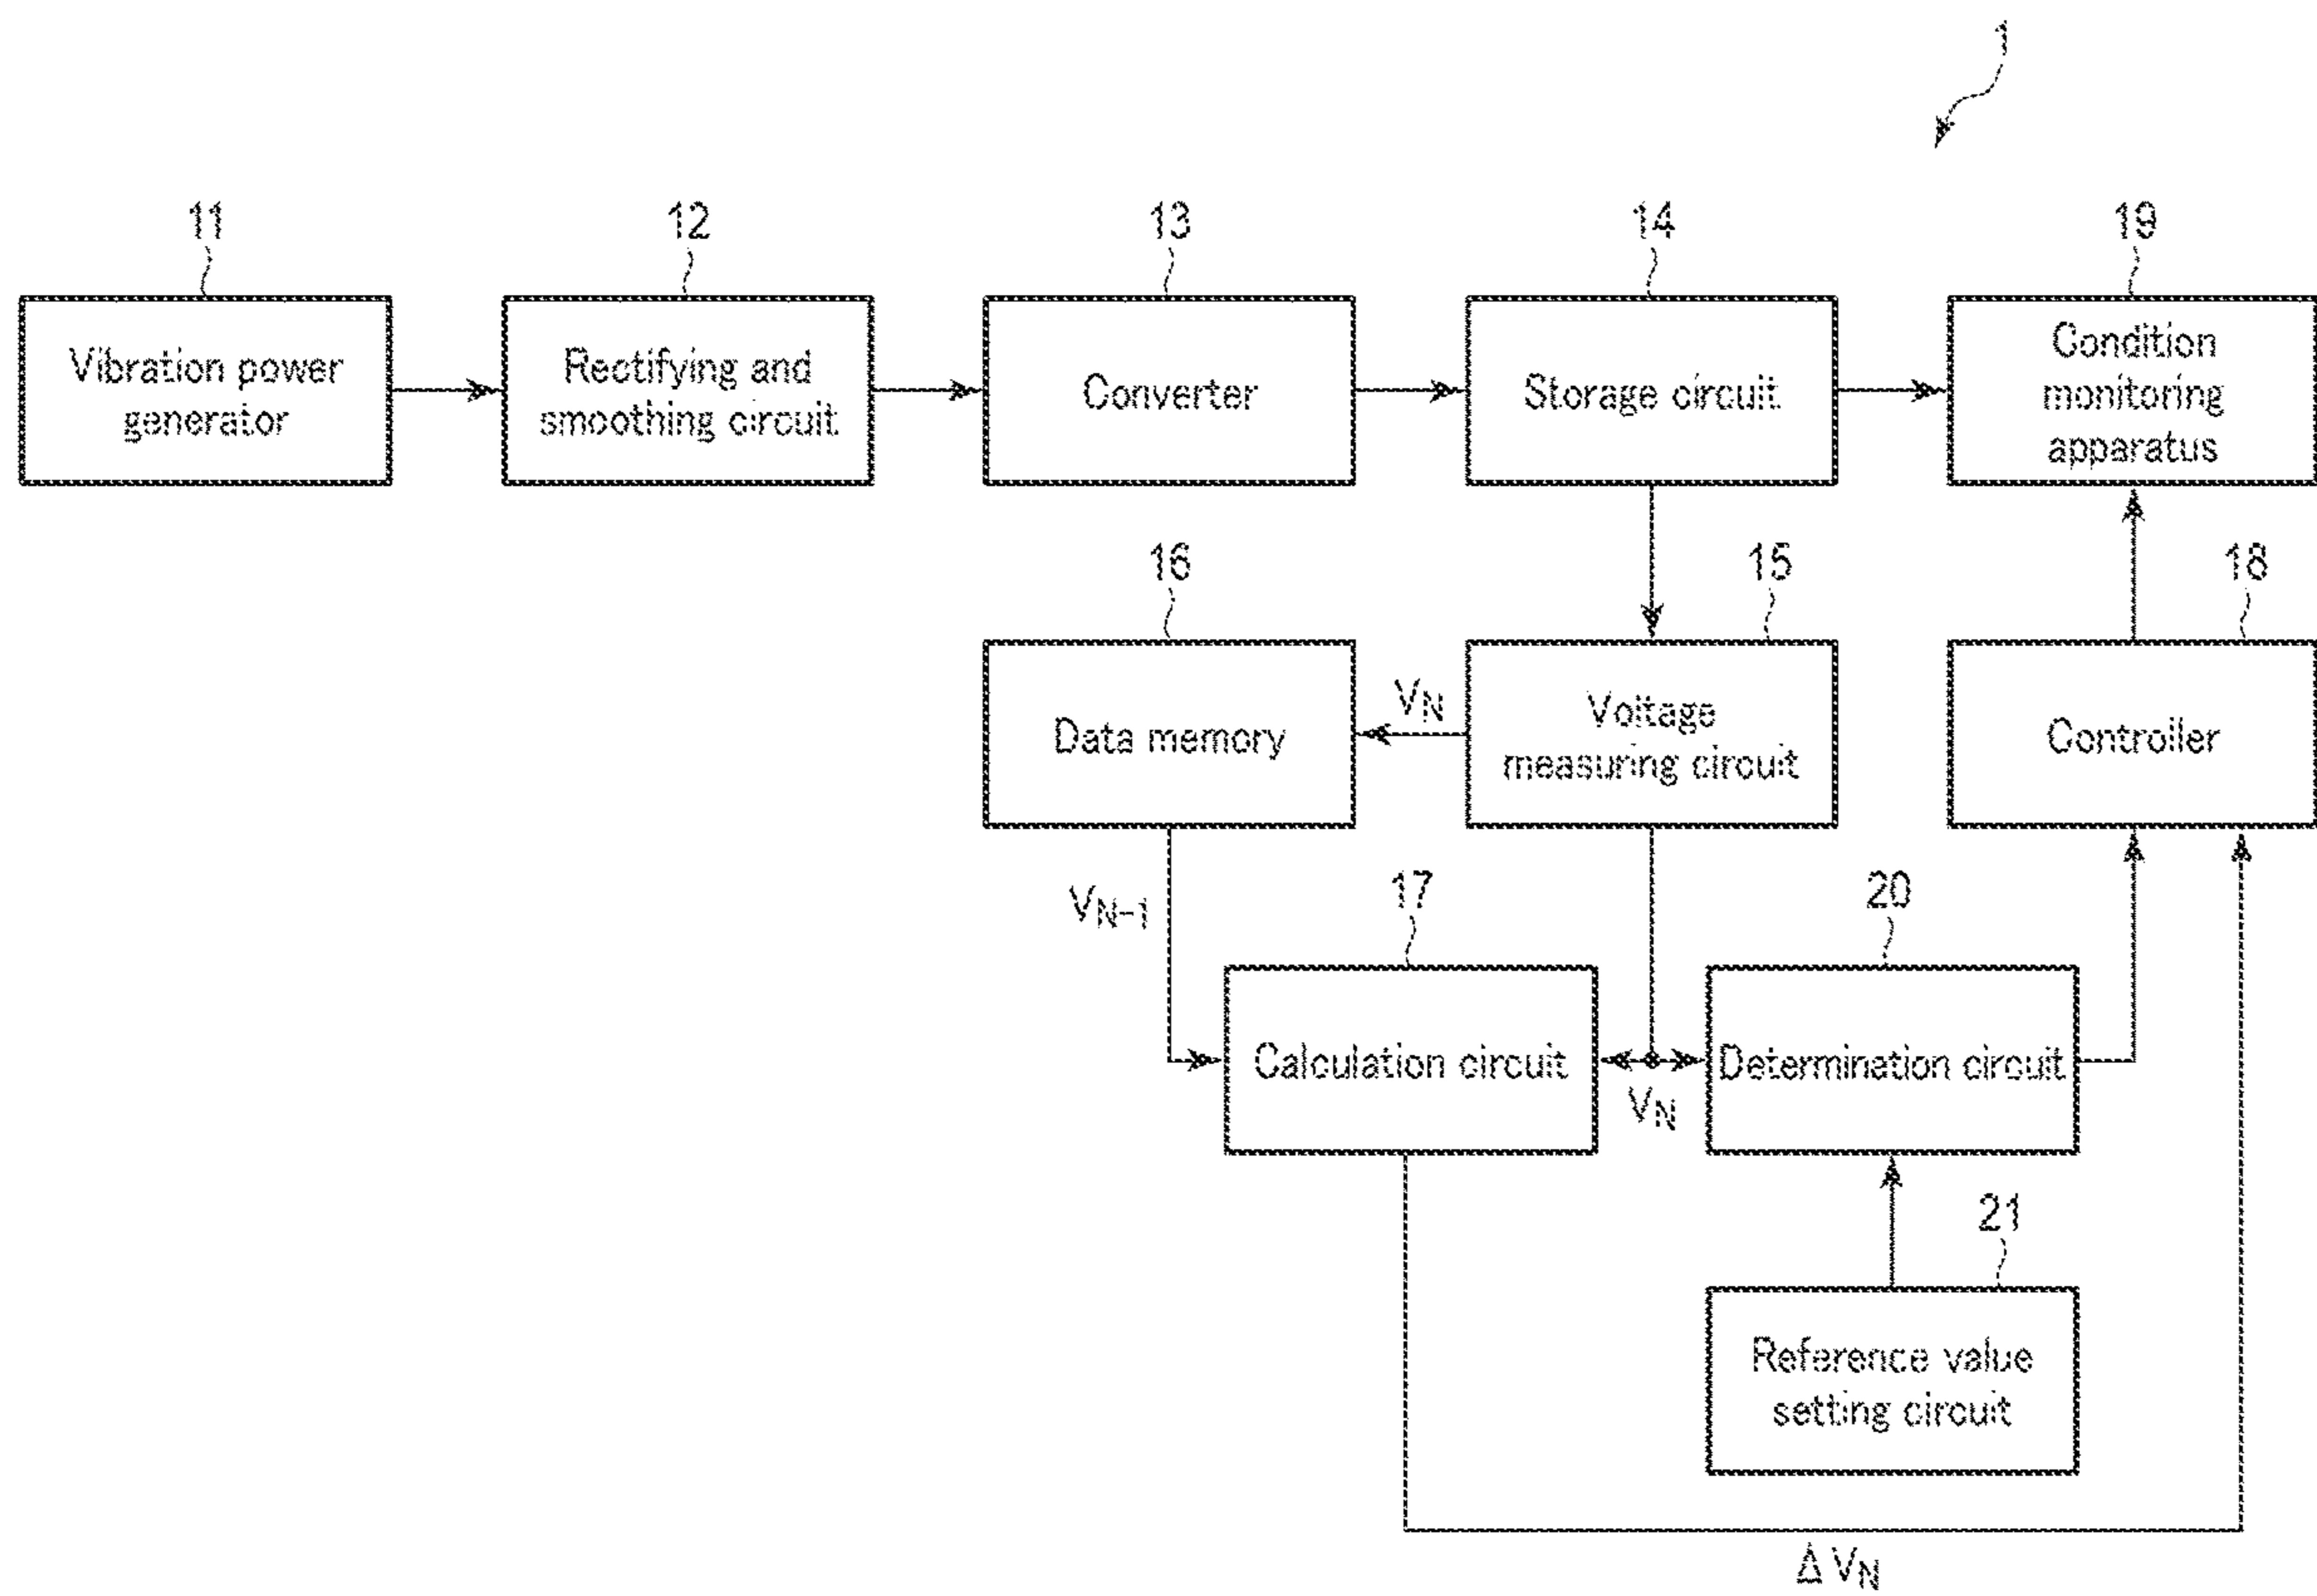 1
11
12
13
14
19
Vibration power
generator
Rectifying and
smoothing circuit
Converter
Storage circuit
Condition
monitoring
apparatus
16
15
18
Data memory
VN
Voltage
measuring circuit
Controller
VN-1
17
20
Calculation circuit
VN
Determination circuit
21
Reference value
setting circuit
Δ VN